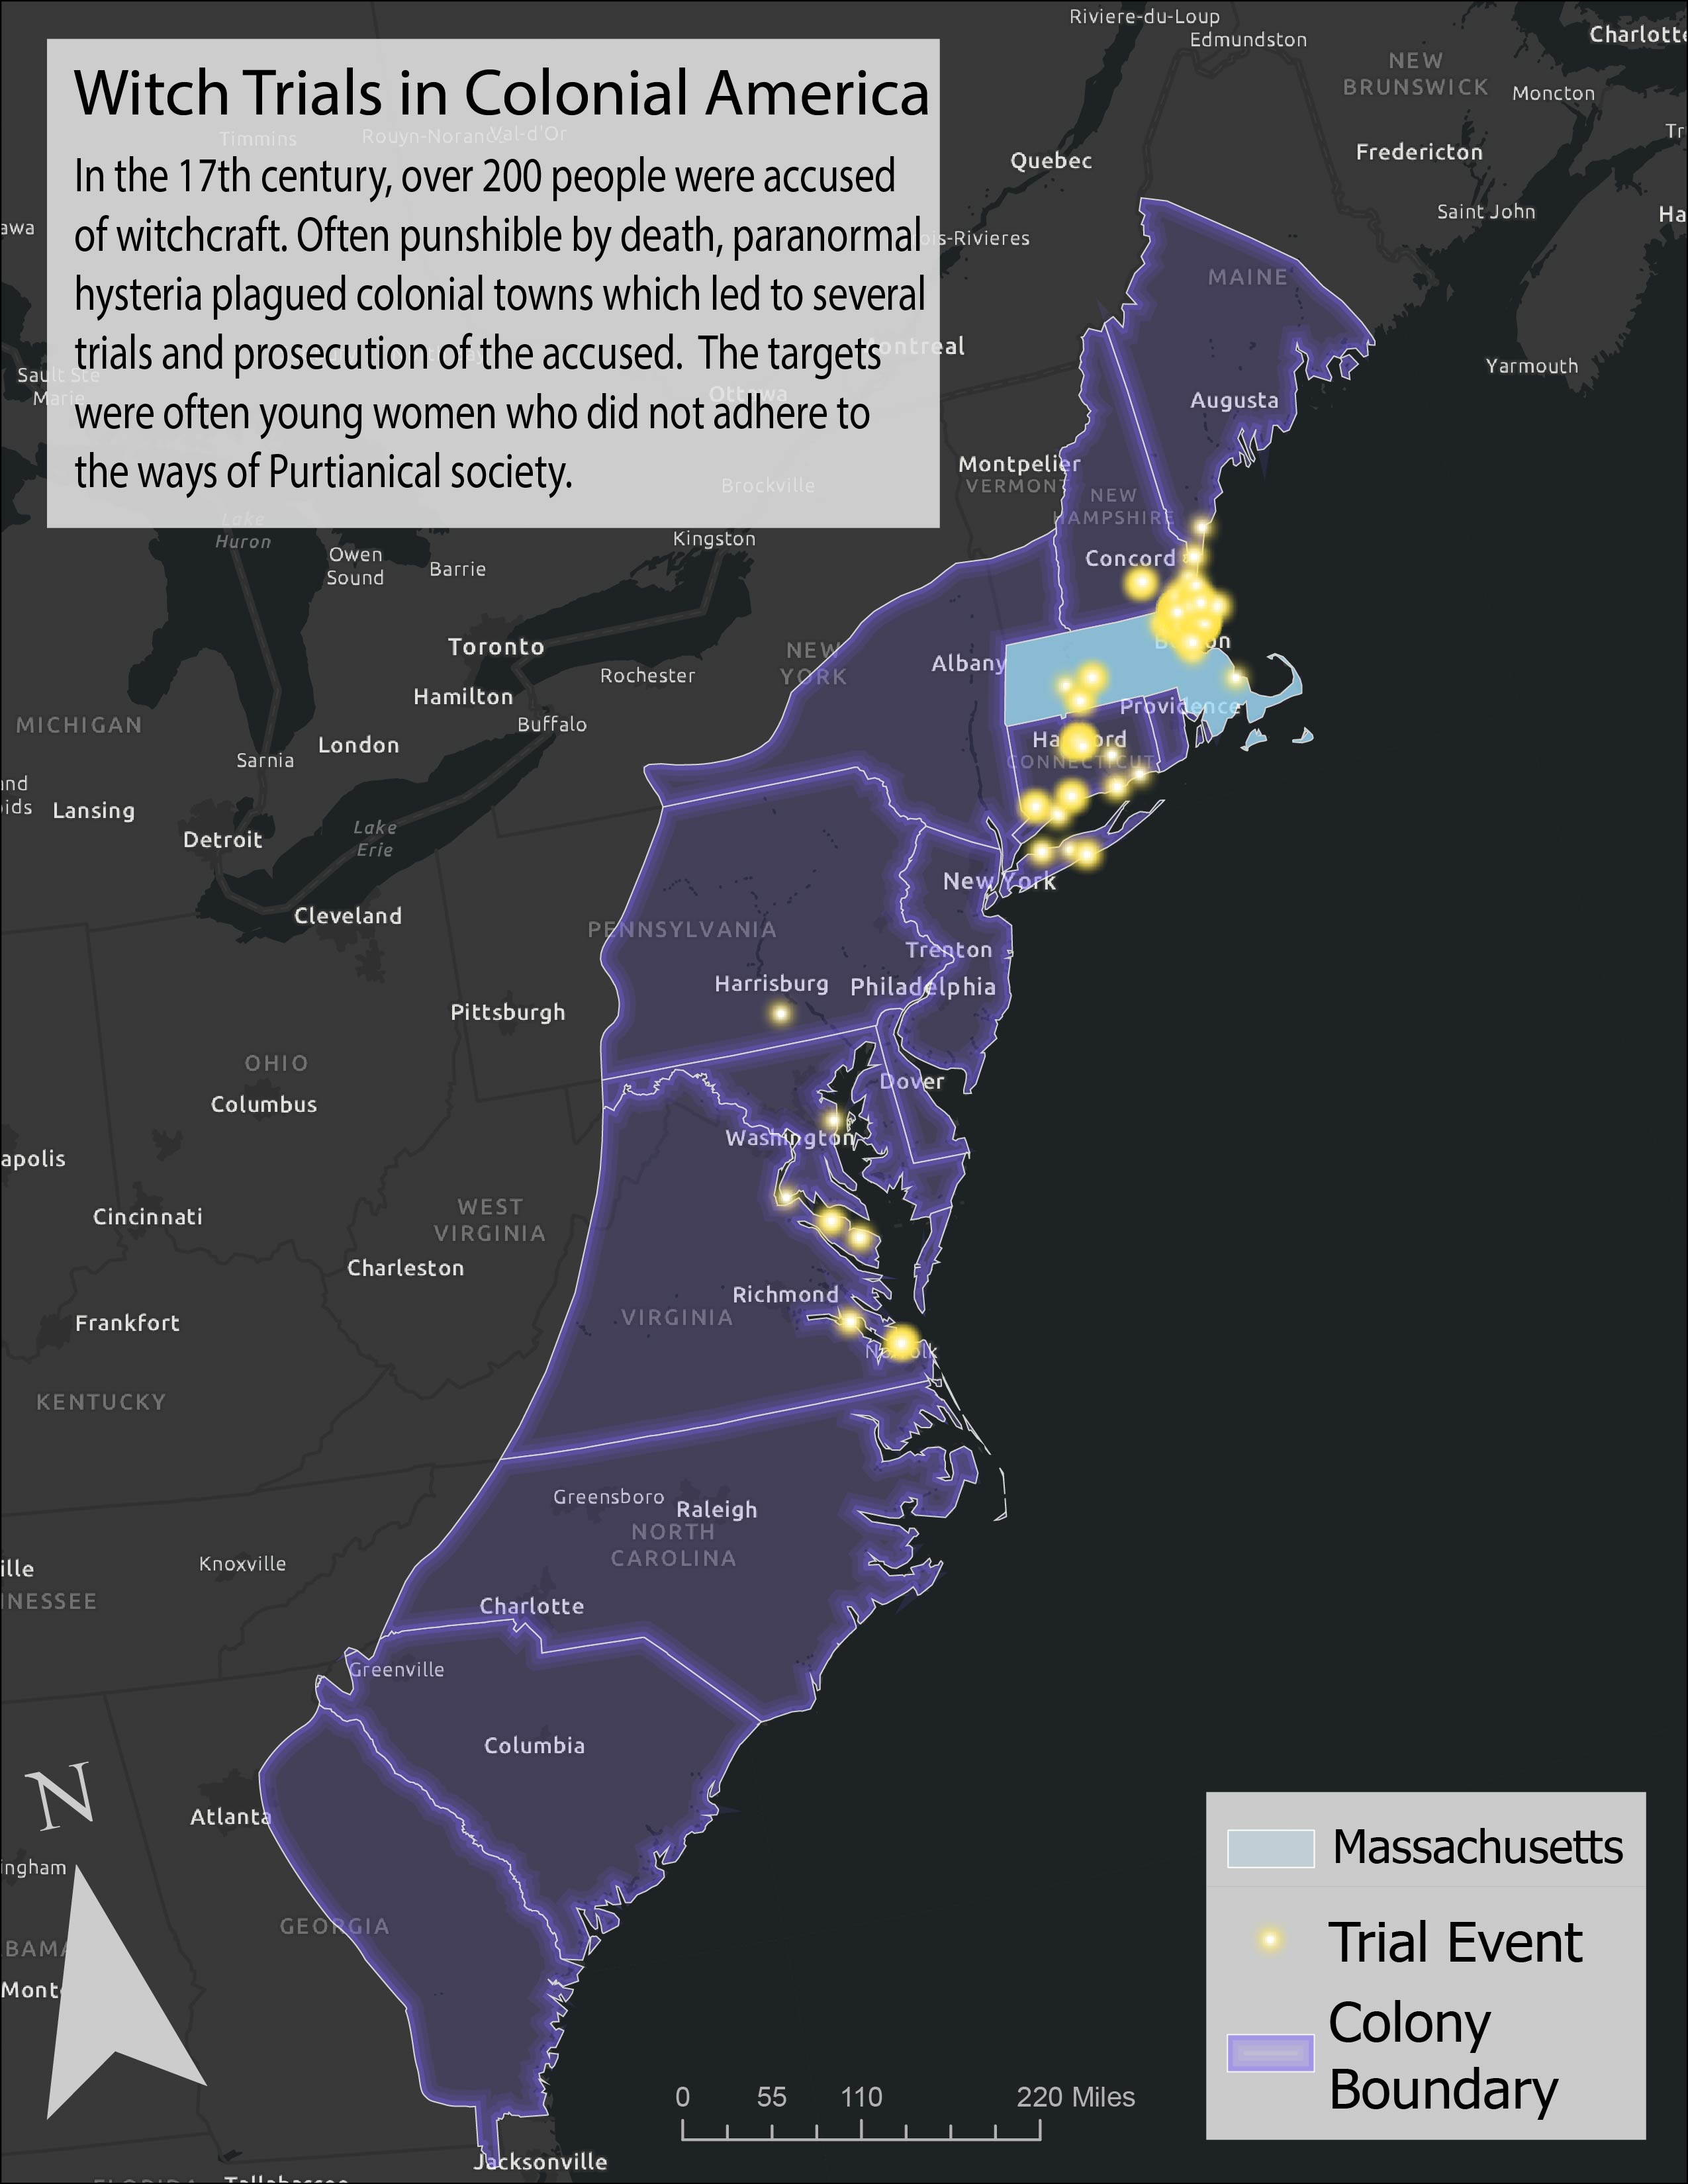 Riviere-du-Loup
Edmundston
Charlotte
NEW
BRUNSWICK
Moncton
Witch Trials in Colonial America
Timmins
Val-d'Or
Quebec
Fredericton
In the 17th century, over 200 people were accused
of witchcraft. Often punshible by death, paranormal
hysteria plagued colonial towns which led to several
trials and prosecution of the accused. The targets
were often young women who did not adhere to
the ways of Purtianical society.
Saint John
Ha
awa
ois-Rivieres
MAINE
Montreal
Yarmouth
Sault Ste
Marie
Ottawa
Augusta
Montpelier
VERMONT
Brockville
NEW
HAMPSHIRE
Lake
Huron
Kingston
Owen
Sound
Barrie
Concord
Toronto
NEW
YORK
Albany
Boston
Rochester
Hamilton
Providence
MICHIGAN
Buffalo
London
Hartford
Sarnia
CONNECTICUT
and
ids
Lansing
Detroit
Lake
Erie
New York
Cleveland
PENNSYLVANIA
Trenton
Harrisburg
Philadelphia
Pittsburgh
OHIO
Dover
Columbus
Washington
apolis
Cincinnati
WEST
VIRGINIA
Charleston
Richmond
VIRGINIA
Frankfort
Norfolk
KENTUCKY
Greensboro
Raleigh
NORTH
CAROLINA
ille
Knoxville
NNESSEE
Charlotte
Greenville
Columbia
N
Atlanta
ingham
GEORGIA
BAMA
Mont
Massachusetts
Trial Event
Colony
Boundary
0 55 110 220 Miles
Jacksonville
FLORIDA
Tallahassee